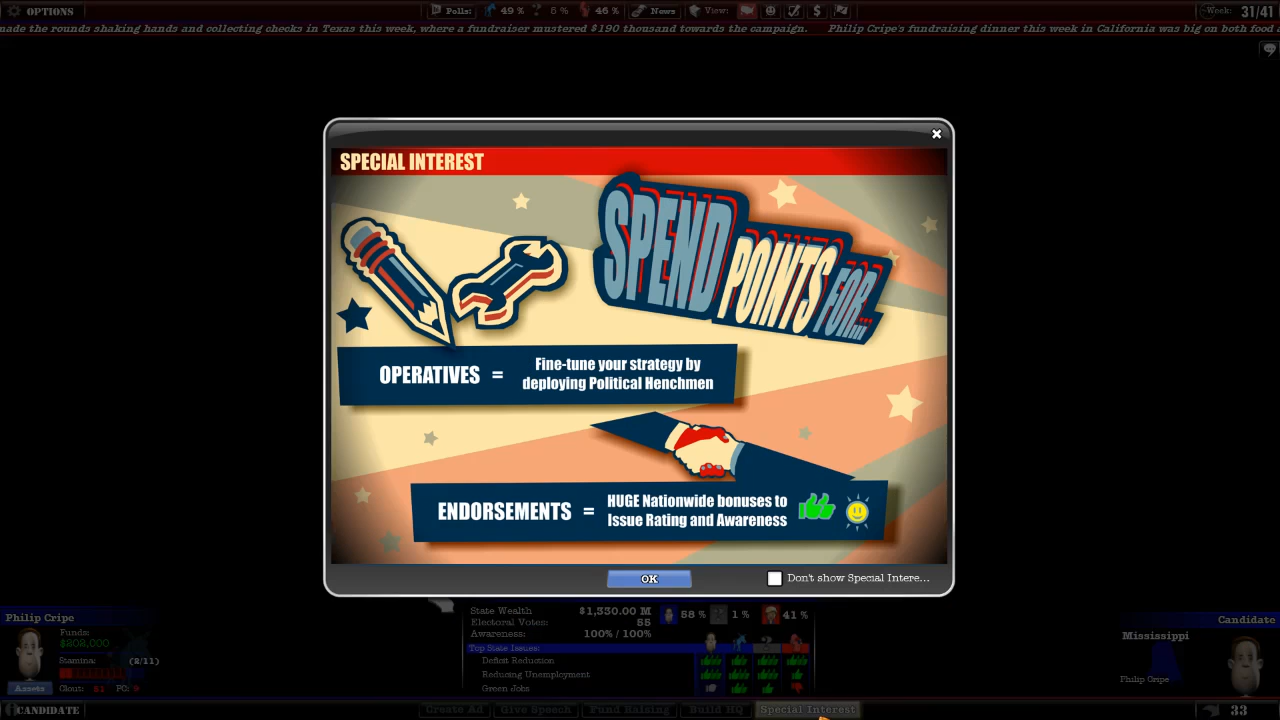 OPTIONS
Polls: 49 % 6 % 46 % News View: $ Week: 31/41
made the rounds shaking hands and collecting checks in Texas this week, where a fundraiser mustered $190 thousand towards the campaign. Philip Cripe's fundraising dinner this week in California was big on both food
SPECIAL INTEREST
SPEND POINTS FOR...
OPERATIVES = Fine-tune your strategy by
deploying Political Henchmen
ENDORSEMENTS = HUGE Nationwide bonuses to
Issue Rating and Awareness
OK
Don't show Special Intere...
Philip Cripe
Funds:
Stamina: (2/11)
Assets
Clout: PC:
State Wealth $1,330.00 M
Electoral Votes: 55
Awareness: 100% / 100%
58 % 1 % 41 %
Top State Issues:
Deficit Reduction
Reducing Unemployment
Green Jobs
Candidate
Mississippi
Philip Cripe
CANDIDATE
Create Ad
Give Speech
Fund Raising
Build HQ
Special Interest
33